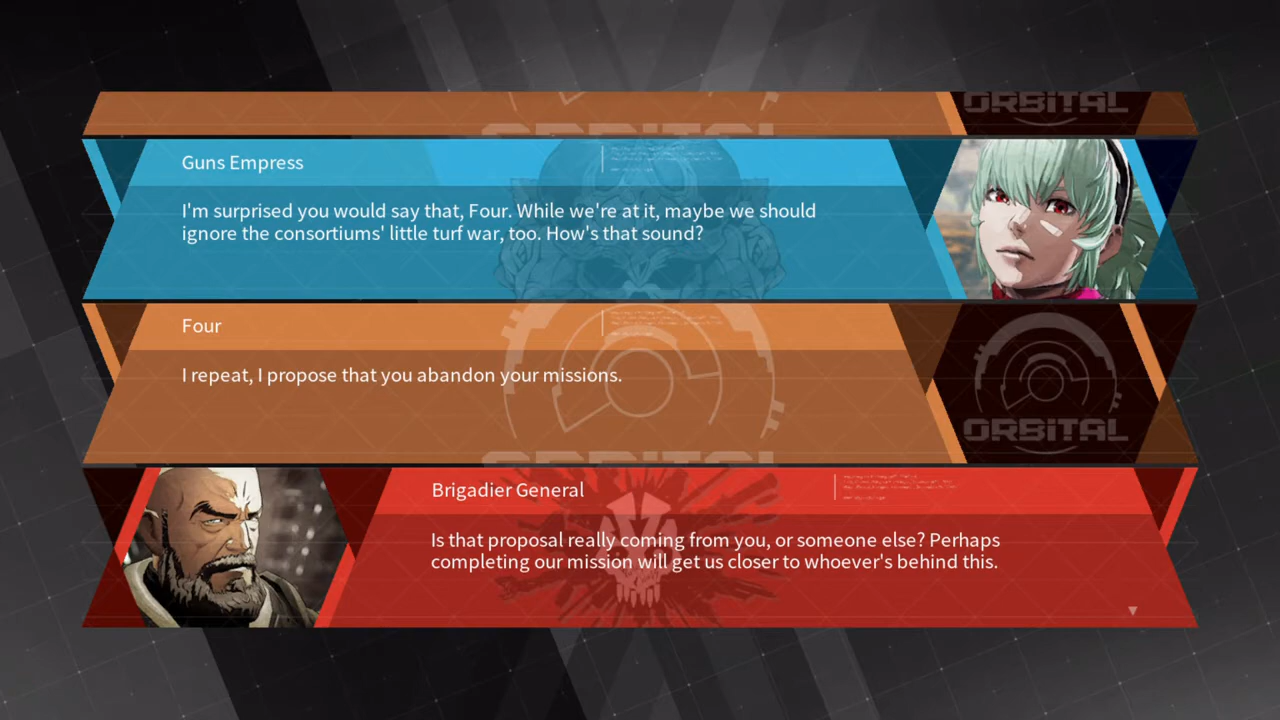 ORBITAL
Guns Empress
I'm surprised you would say that, Four. While we're at it, maybe we should
ignore the consortiums' little turf war, too. How's that sound?
Four
I repeat, I propose that you abandon your missions.
ORBITAL
Brigadier General
Is that proposal really coming from you, or someone else? Perhaps
completing our mission will get us closer to whoever's behind this.